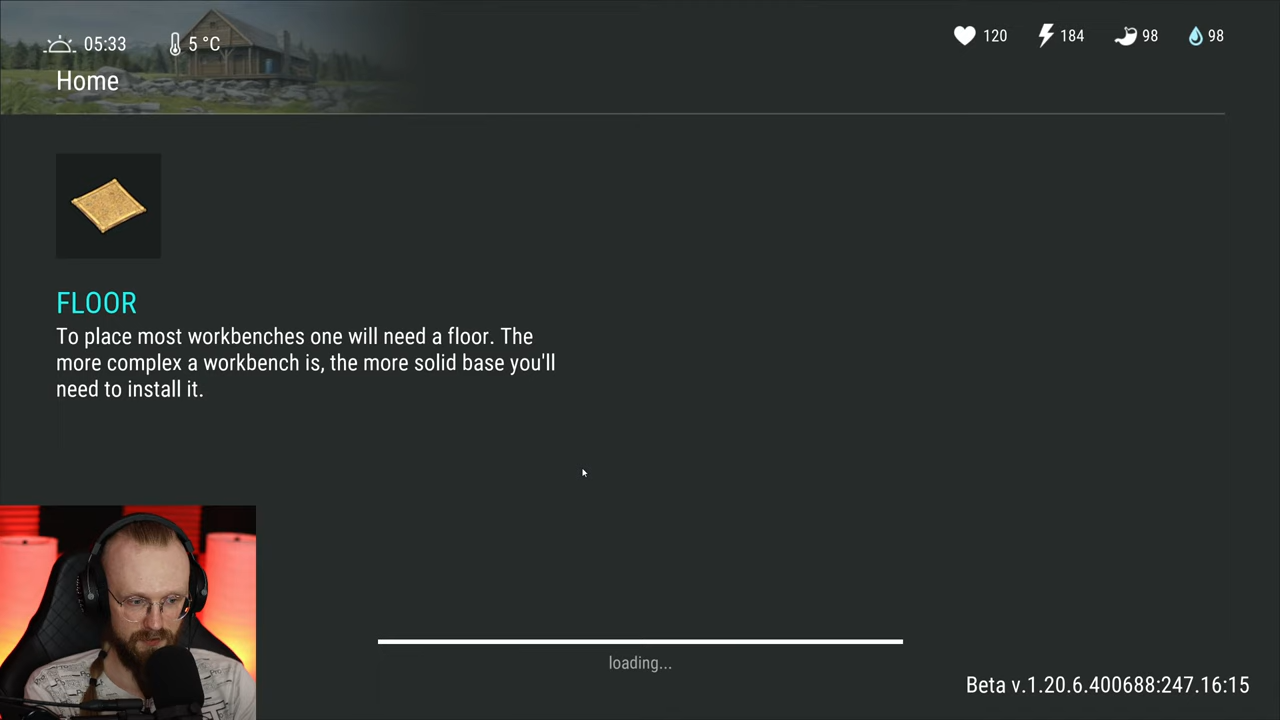 05:33
5 °C
120
184
98
98
Home
FLOOR
To place most workbenches one will need a floor. The
more complex a workbench is, the more solid base you'll
need to install it.
loading...
Beta v.1.20.6.400688:247.16:15